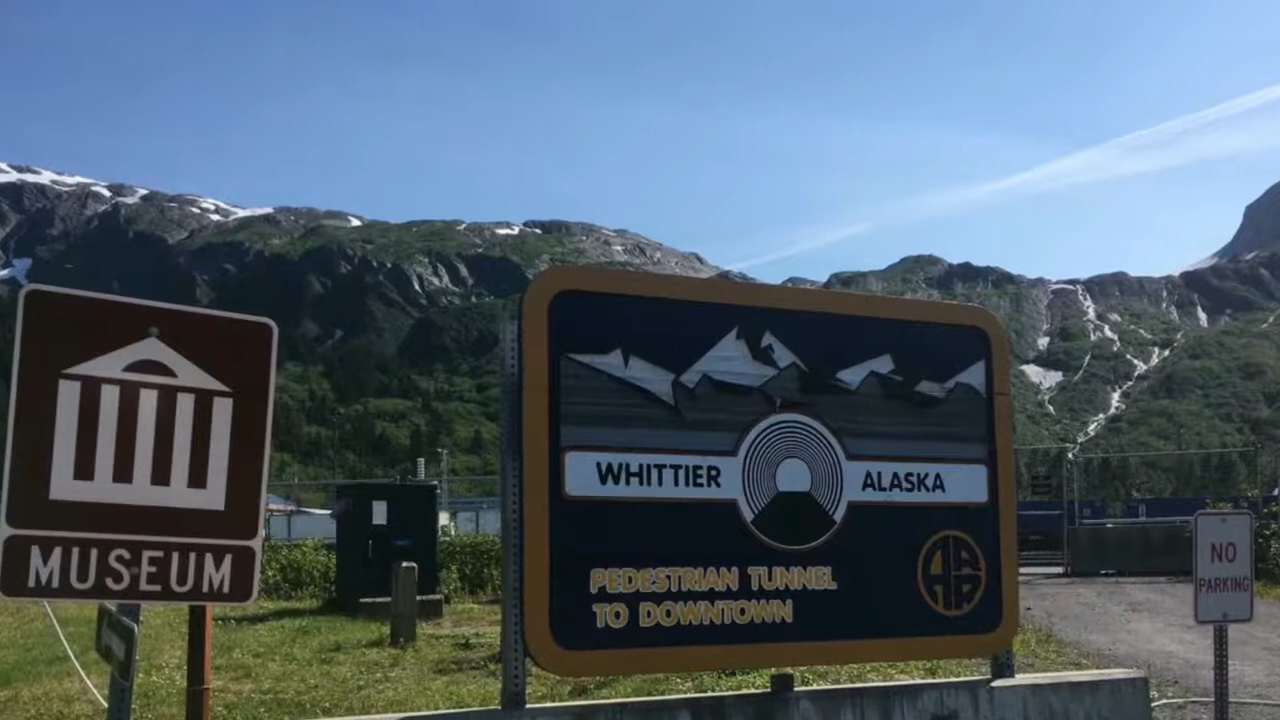 MUSEUM
WHITTIER ALASKA
PEDESTRIAN TUNNEL
TO DOWNTOWN
NO
PARKING